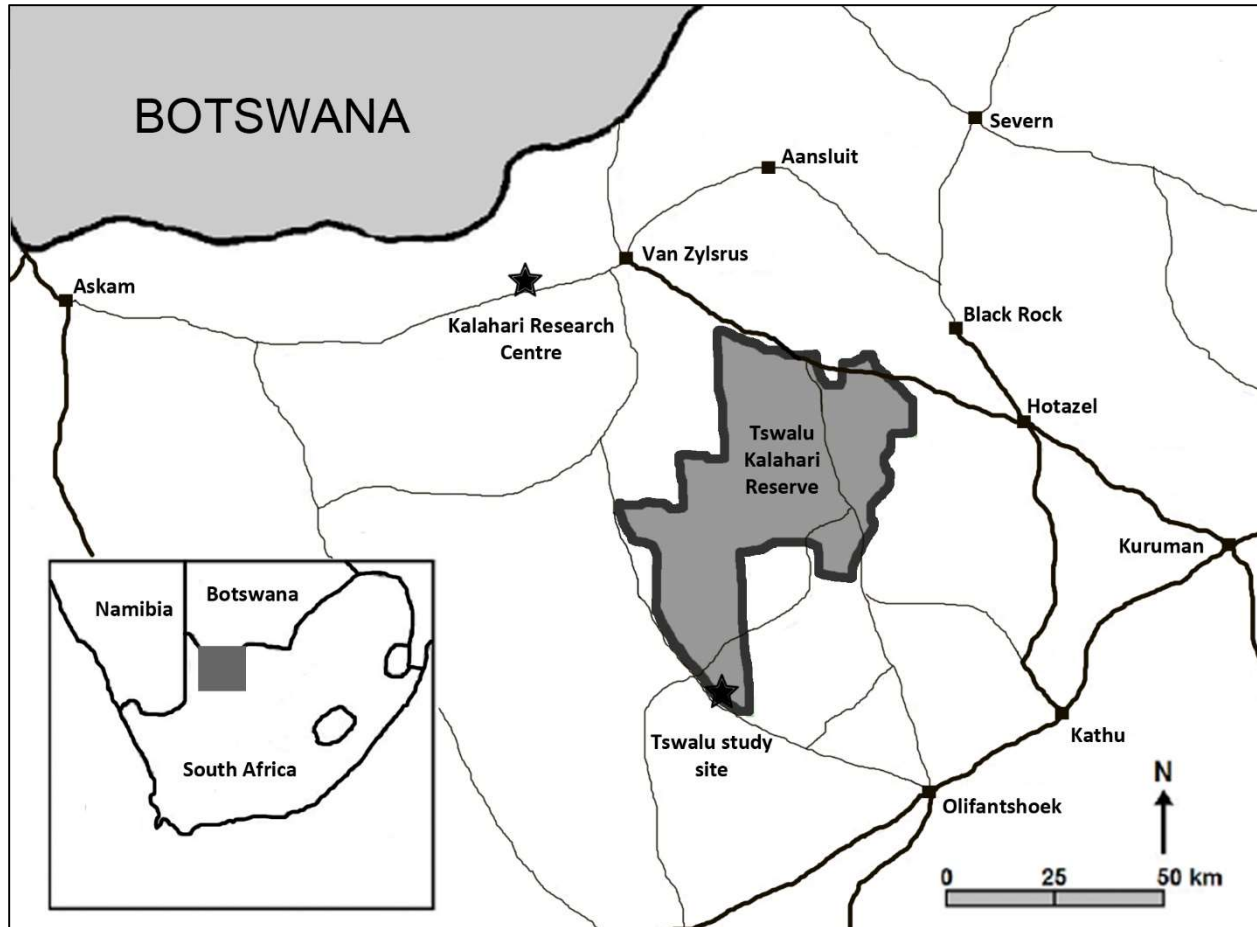 BOTSWANA
Severn
Aansluit
Van Zylsrus
Askam
Kalahari Research
Centre
Black Rock
Hotazel
Tswalu
Kalahari
Reserve
Kuruman
Namibia
Botswana
South Africa
Tswalu study
site
Kathu
Olifantshoek
N
0 25 50 km